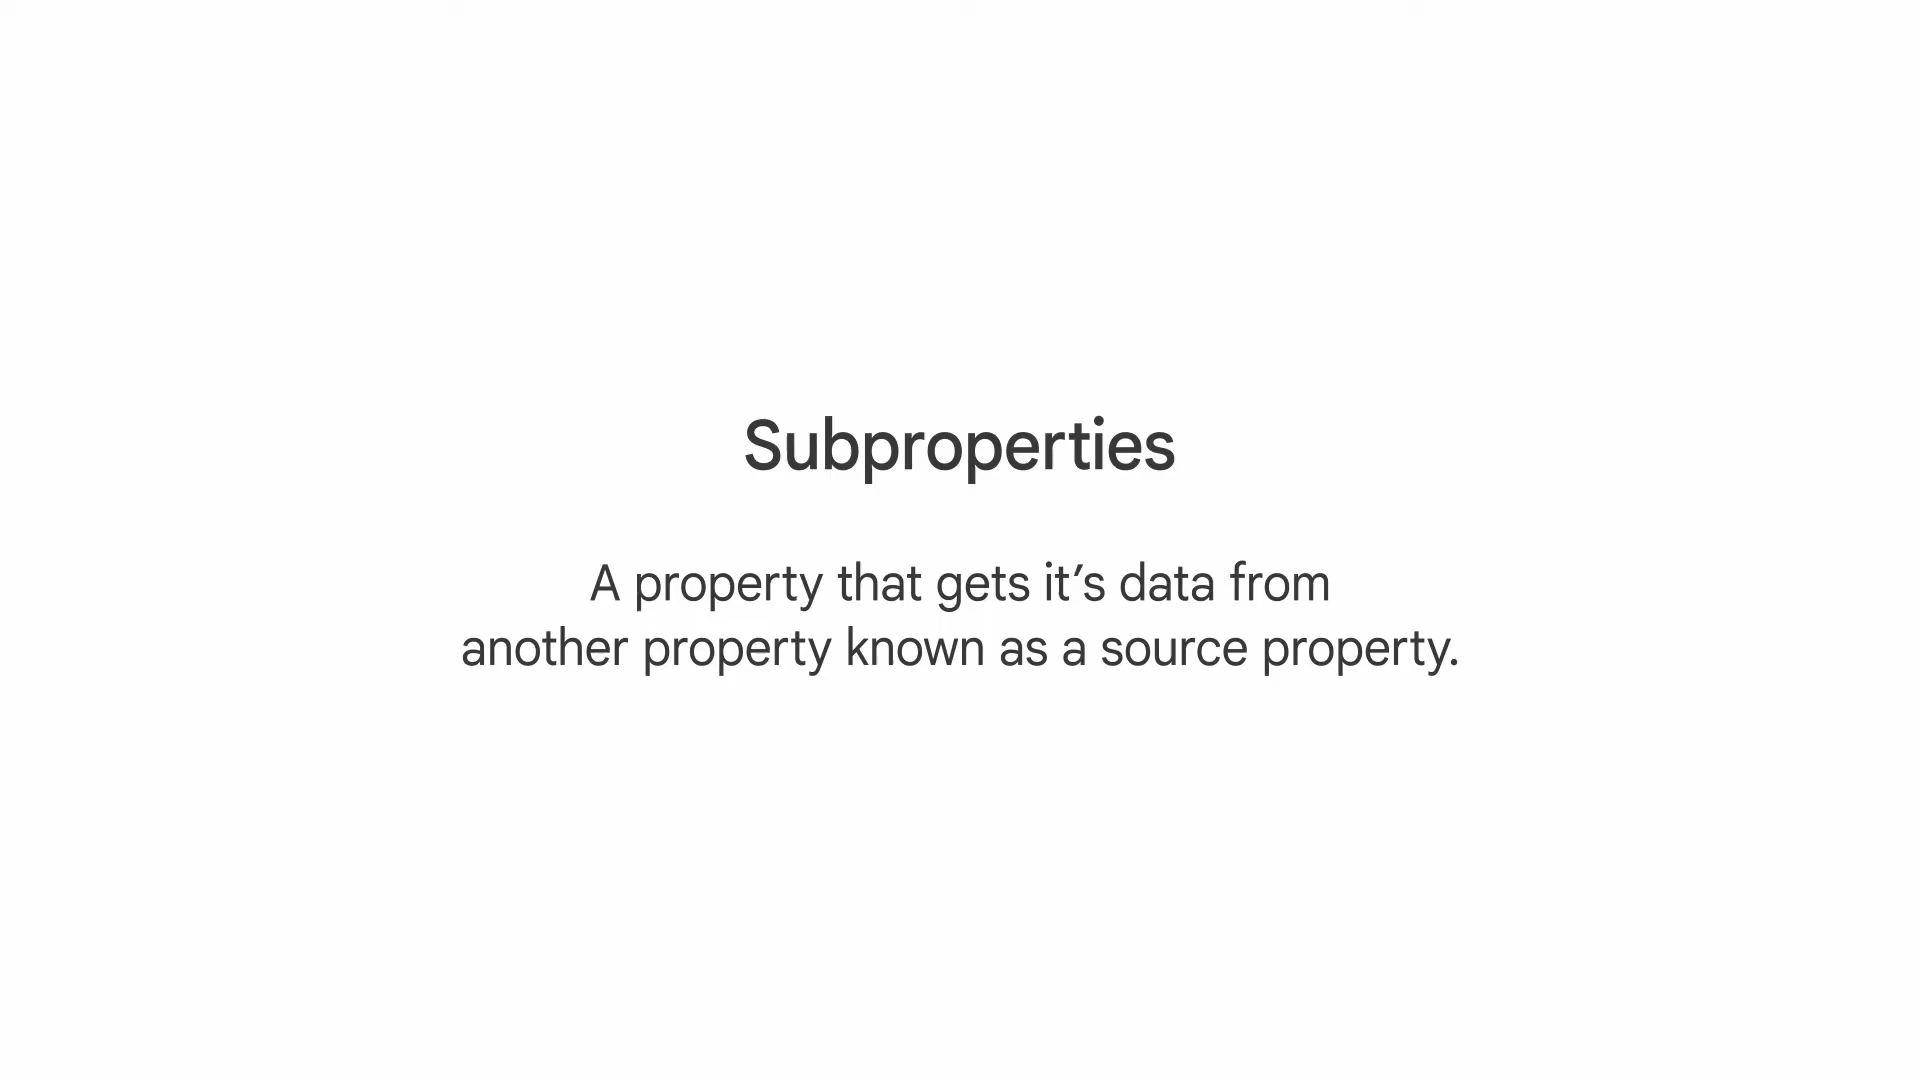 Subproperties
A property that gets it’s data from
another property known as a source property.